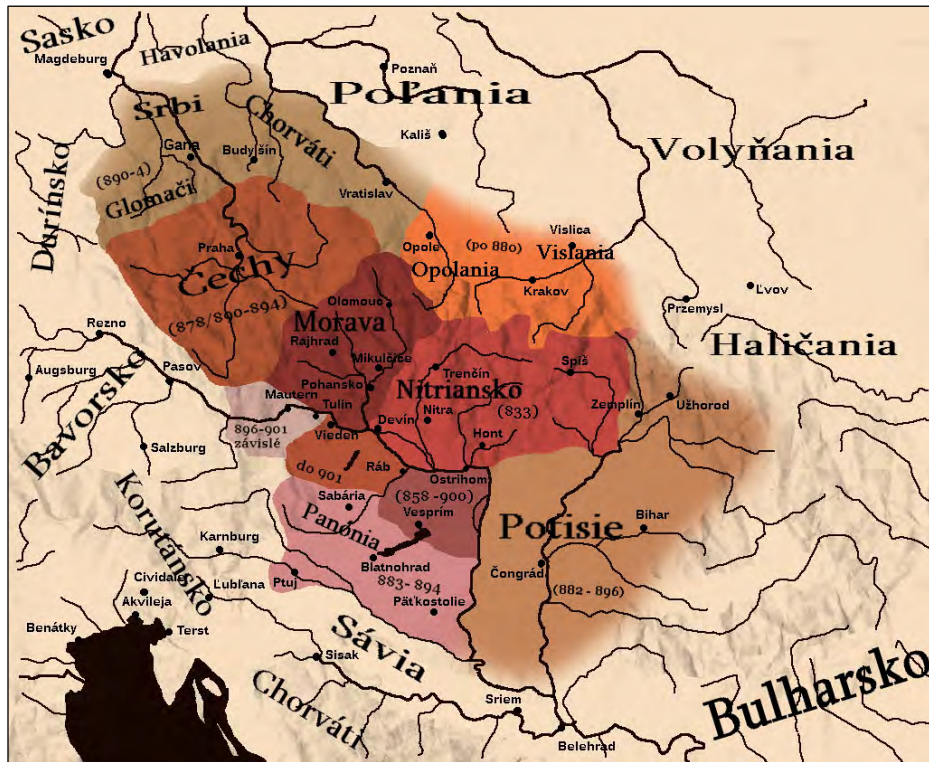 Sasko
Havolania
Magdeburg
Poznaň
Poľania
Srbi
Chorváti
Kališ
Volyňania
Gana
Budyšín
Durínsko
(890-4)
Glomači
Vratislav
Vislica
Opole
(po 880)
Vislania
Opolania
Praha
Čechy
Krakov
Ľvov
Przemysl
(878/890-894)
Olomouc
Morava
Rezno
Rajhrad
Haličania
Mikulčice
Trenčín
Spiš
Augsburg
Pasov
Pohansko
Nitriansko
Bavorsko
Mautern
Tulín
Nitra
(833)
Zemplín
Užhorod
896-901
závislé
Vieden
Devín
Hont
Salzburg
do 901
Ráb
Ostrihom
Korutansko
Sabária
(858 -900)
Vesprím
Potisie
Bihar
Panónia
Karnburg
Blatnohrad
883- 894
Čongrád
(882 - 896)
Cividale
Ľubľana
Ptuj
Päťkostolie
Akvileja
Benátky
Terst
Sávia
Sisak
Chorváti
Sriem
Bulharsko
Belehrad